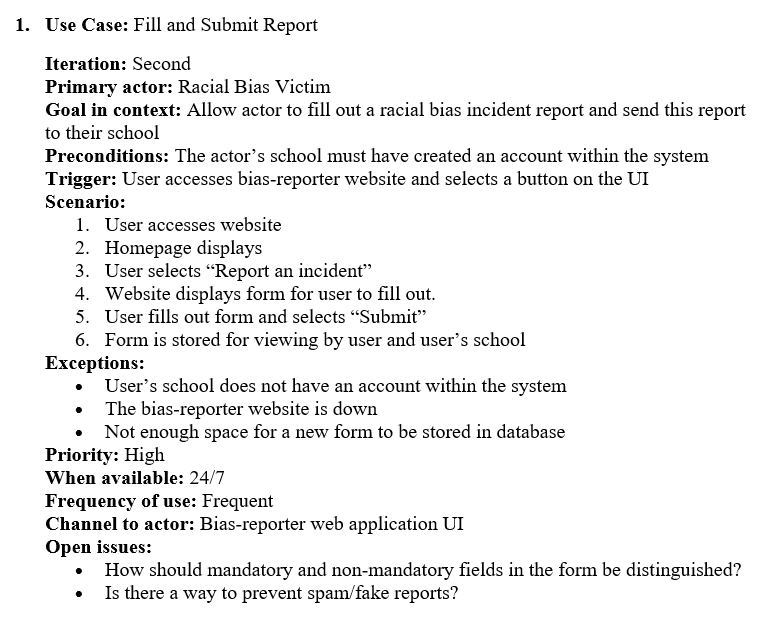 1. Use Case: Fill and Submit Report
Iteration: Second
Primary actor: Racial Bias Victim
Goal in context: Allow actor to fill out a racial bias incident report and send this report
to their school
Preconditions: The actor’s school must have created an account within the system
Trigger: User accesses bias-reporter website and selects a button on the UI
Scenario:
1. User accesses website
2. Homepage displays
3. User selects “Report an incident”
4. Website displays form for user to fill out.
5. User fills out form and selects “Submit”
6. Form is stored for viewing by user and user’s school
Exceptions:
• User’s school does not have an account within the system
• The bias-reporter website is down
• Not enough space for a new form to be stored in database
Priority: High
When available: 24/7
Frequency of use: Frequent
Channel to actor: Bias-reporter web application UI
Open issues:
• How should mandatory and non-mandatory fields in the form be distinguished?
• Is there a way to prevent spam/fake reports?